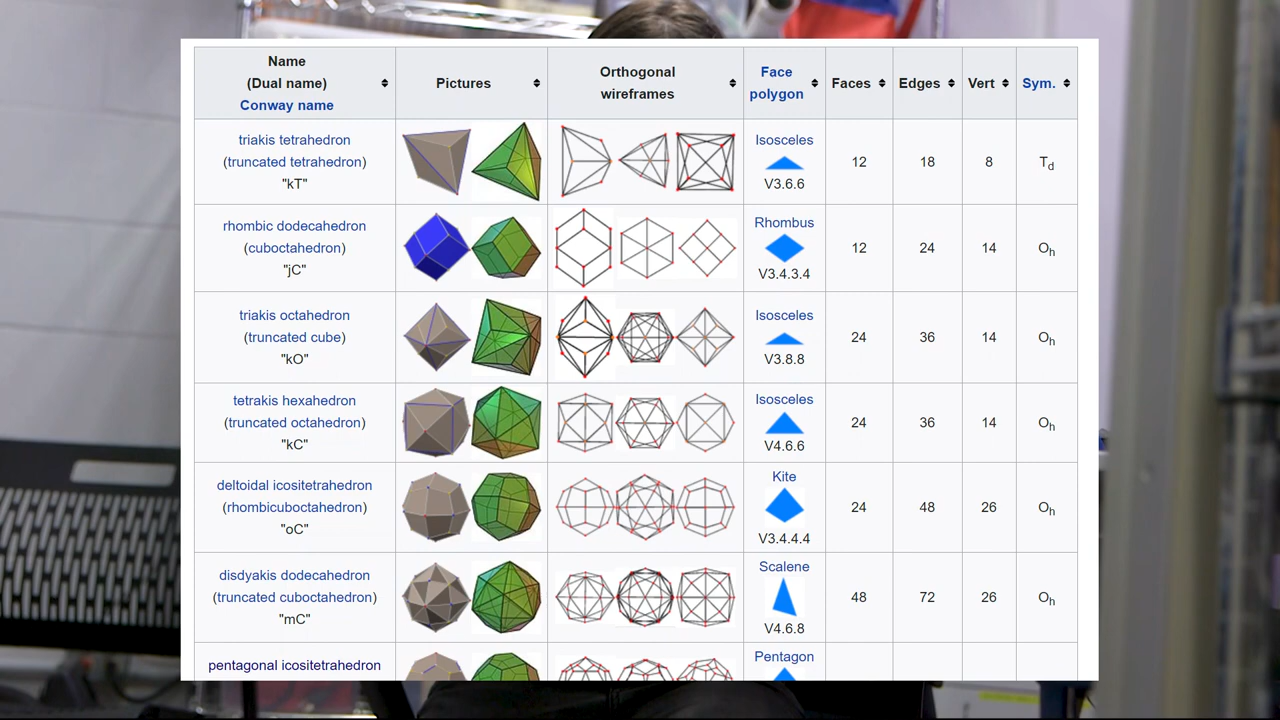 Name
(Dual name)
Conway name
Pictures
Orthogonal
wireframes
Face
polygon
Faces
Edges
Vert
Sym.
triakis tetrahedron
(truncated tetrahedron)
"kT"
Isosceles
V3.6.6
12
18
8
Td
rhombic dodecahedron
(cuboctahedron)
"jC"
Rhombus
V3.4.3.4
12
24
14
Oh
triakis octahedron
(truncated cube)
"kO"
Isosceles
V3.8.8
24
36
14
Oh
tetrakis hexahedron
(truncated octahedron)
"kC"
Isosceles
V4.6.6
24
36
14
Oh
deltoidal icositetrahedron
(rhombicuboctahedron)
"oC"
Kite
V3.4.4.4
24
48
26
Oh
disdyakis dodecahedron
(truncated cuboctahedron)
"mC"
Scalene
V4.6.8
48
72
26
Oh
pentagonal icositetrahedron
Pentagon